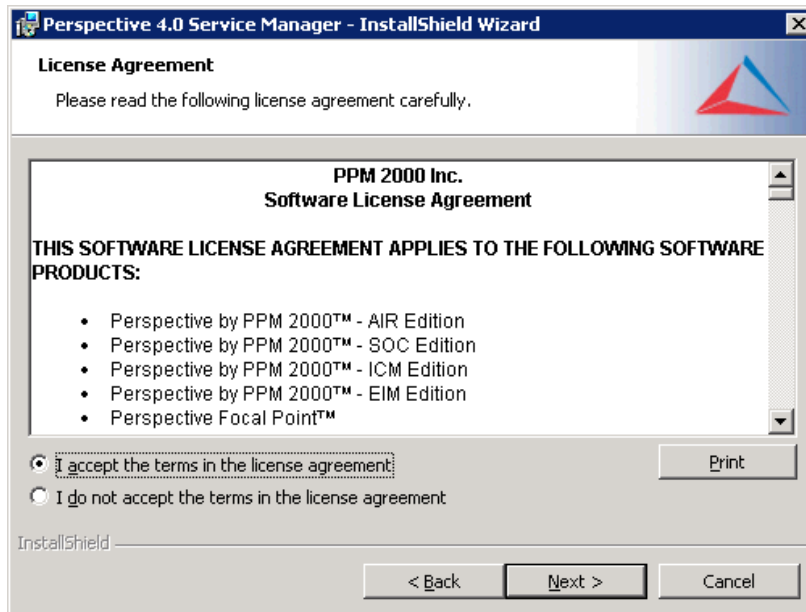 Perspective 4.0 Service Manager - InstallShield Wizard
License Agreement
Please read the following license agreement carefully.
PPM 2000 Inc.
Software License Agreement
THIS SOFTWARE LICENSE AGREEMENT APPLIES TO THE FOLLOWING SOFTWARE
PRODUCTS:
• Perspective by PPM 2000™ - AIR Edition
• Perspective by PPM 2000™ - SOC Edition
• Perspective by PPM 2000™ - ICM Edition
• Perspective by PPM 2000™ - EIM Edition
• Perspective Focal Point™
I accept the terms in the license agreement
Print
I do not accept the terms in the license agreement
InstallShield
< Back
Next >
Cancel